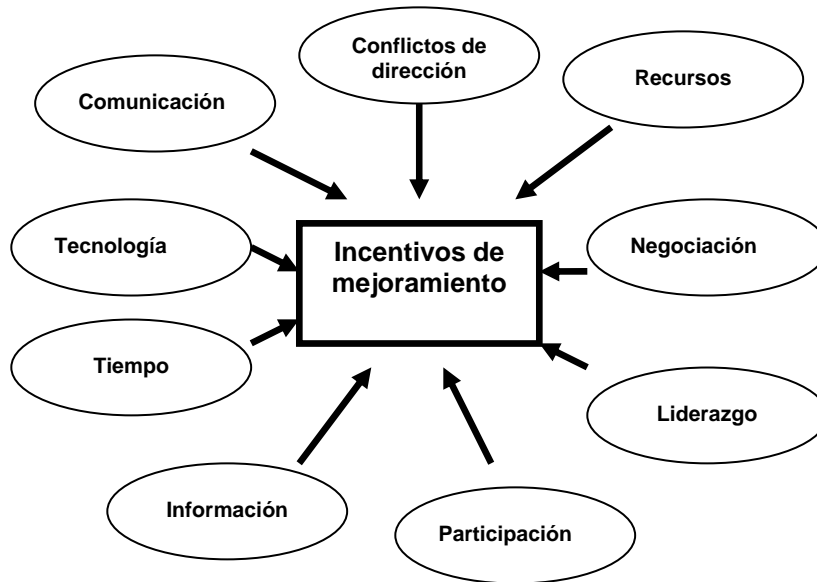 Conflictos de
dirección
Recursos
Comunicación
Tecnología
Incentivos de
mejoramiento
Negociación
Tiempo
Liderazgo
Información
Participación